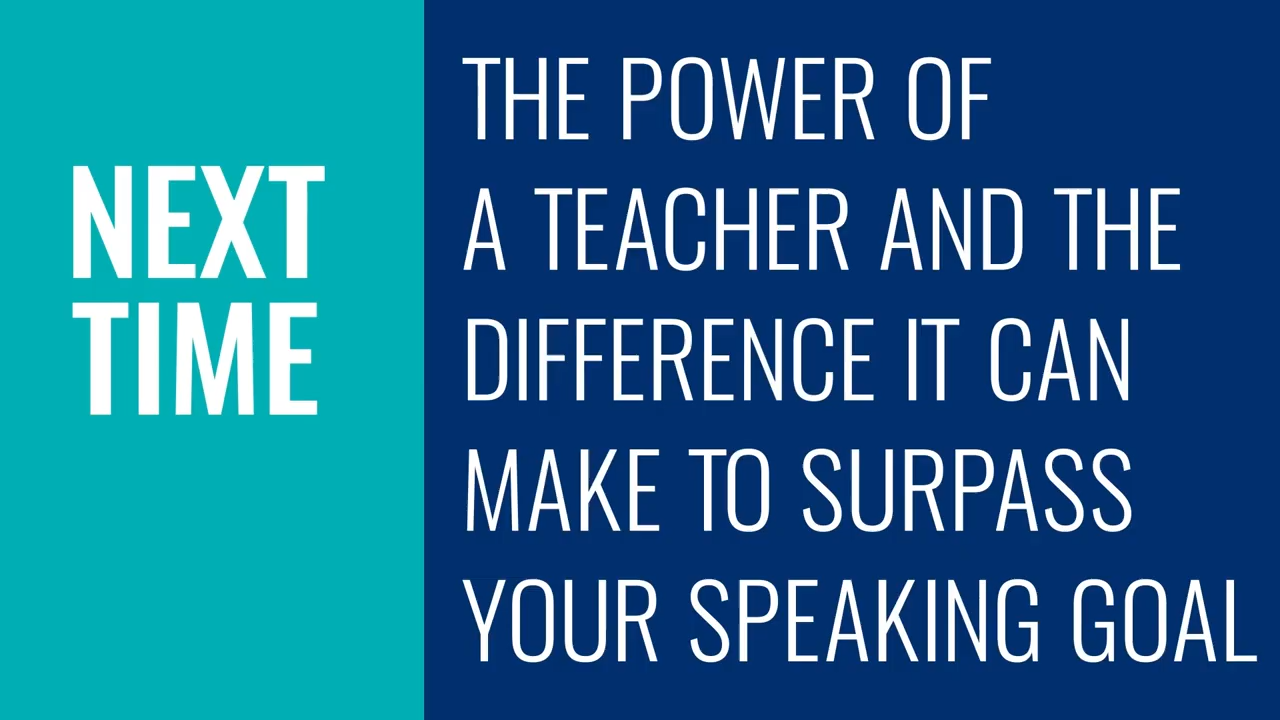 NEXT
TIME
THE POWER OF
A TEACHER AND THE
DIFFERENCE IT CAN
MAKE TO SURPASS
YOUR SPEAKING GOAL